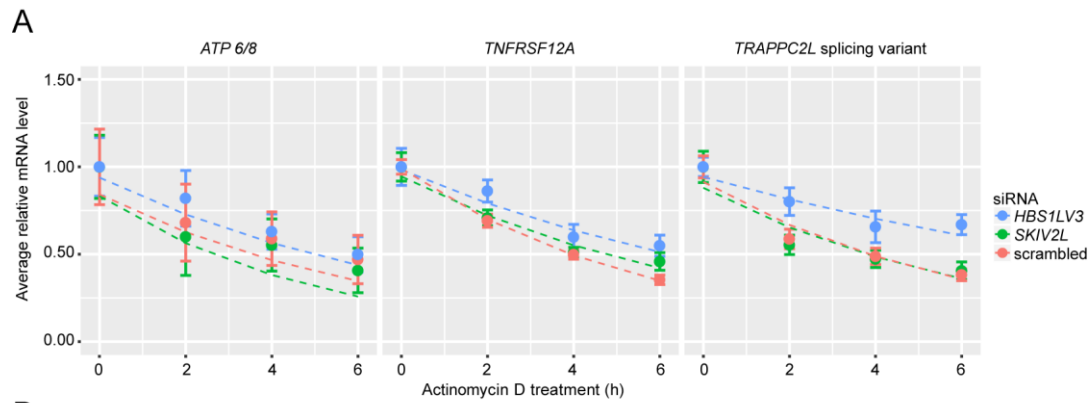 A
ATP 6/8
TNFRSF12A
TRAPPC2L splicing variant
Average relative mRNA level
1.50
1.00
0.50
0.00
0 2 4 6
0 2 4 6
0 2 4 6
Actinomycin D treatment (h)
siRNA
HBS1LV3
SKIV2L
scrambled